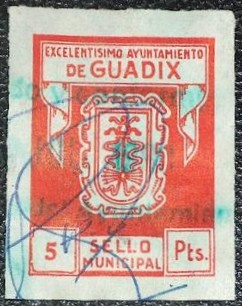 EXCELENTISIMO AYUNTAMIENTO
DE GUADIX
5 SELLO Pts.
MUNICIPAL